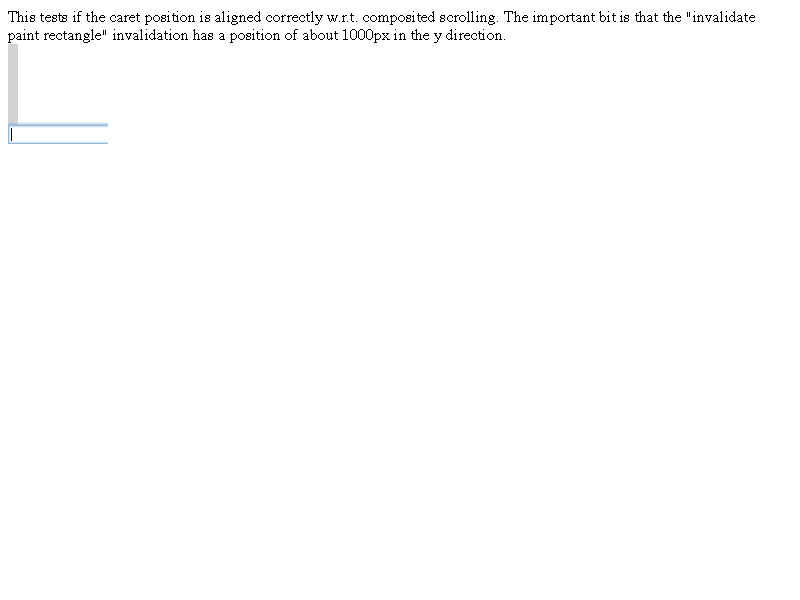 This tests if the caret position is aligned correctly w.r.t. composited scrolling. The important bit is that the "invalidate
paint rectangle" invalidation has a position of about 1000px in the y direction.